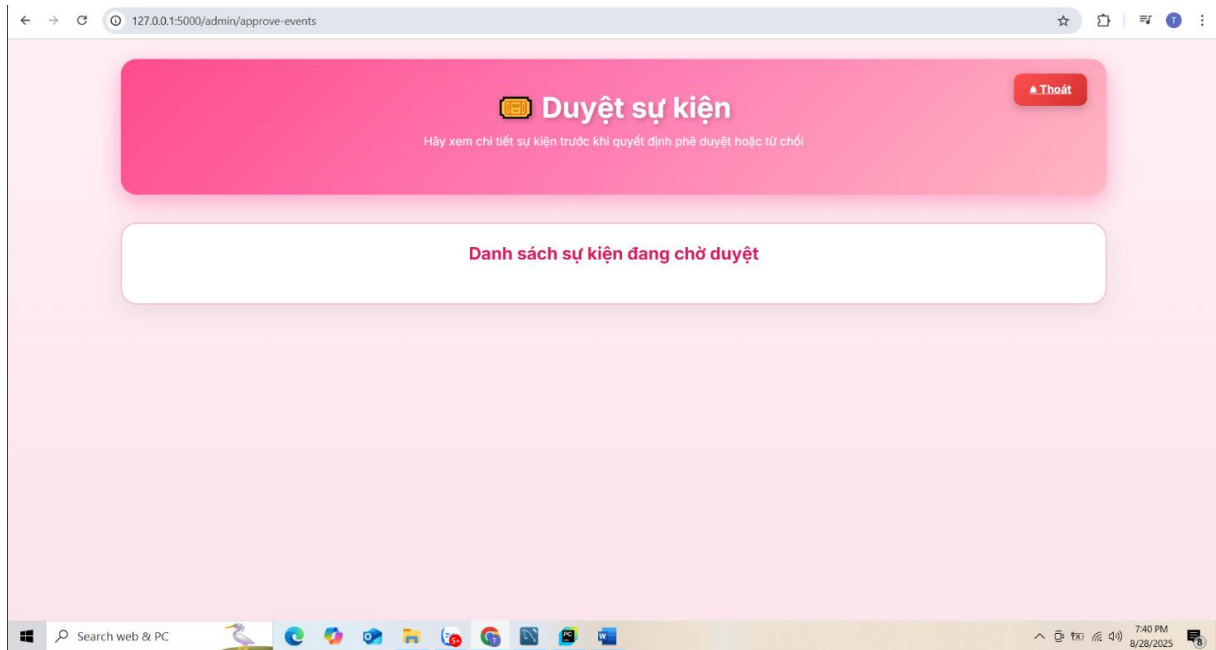 127.0.0.1:5000/admin/approve-events
T
Thoát
Duyệt sự kiện
Hãy xem chi tiết sự kiện trước khi quyết định phê duyệt hoặc từ chối
Danh sách sự kiện đang chờ duyệt
Search web & PC
7:40 PM
8/28/2025